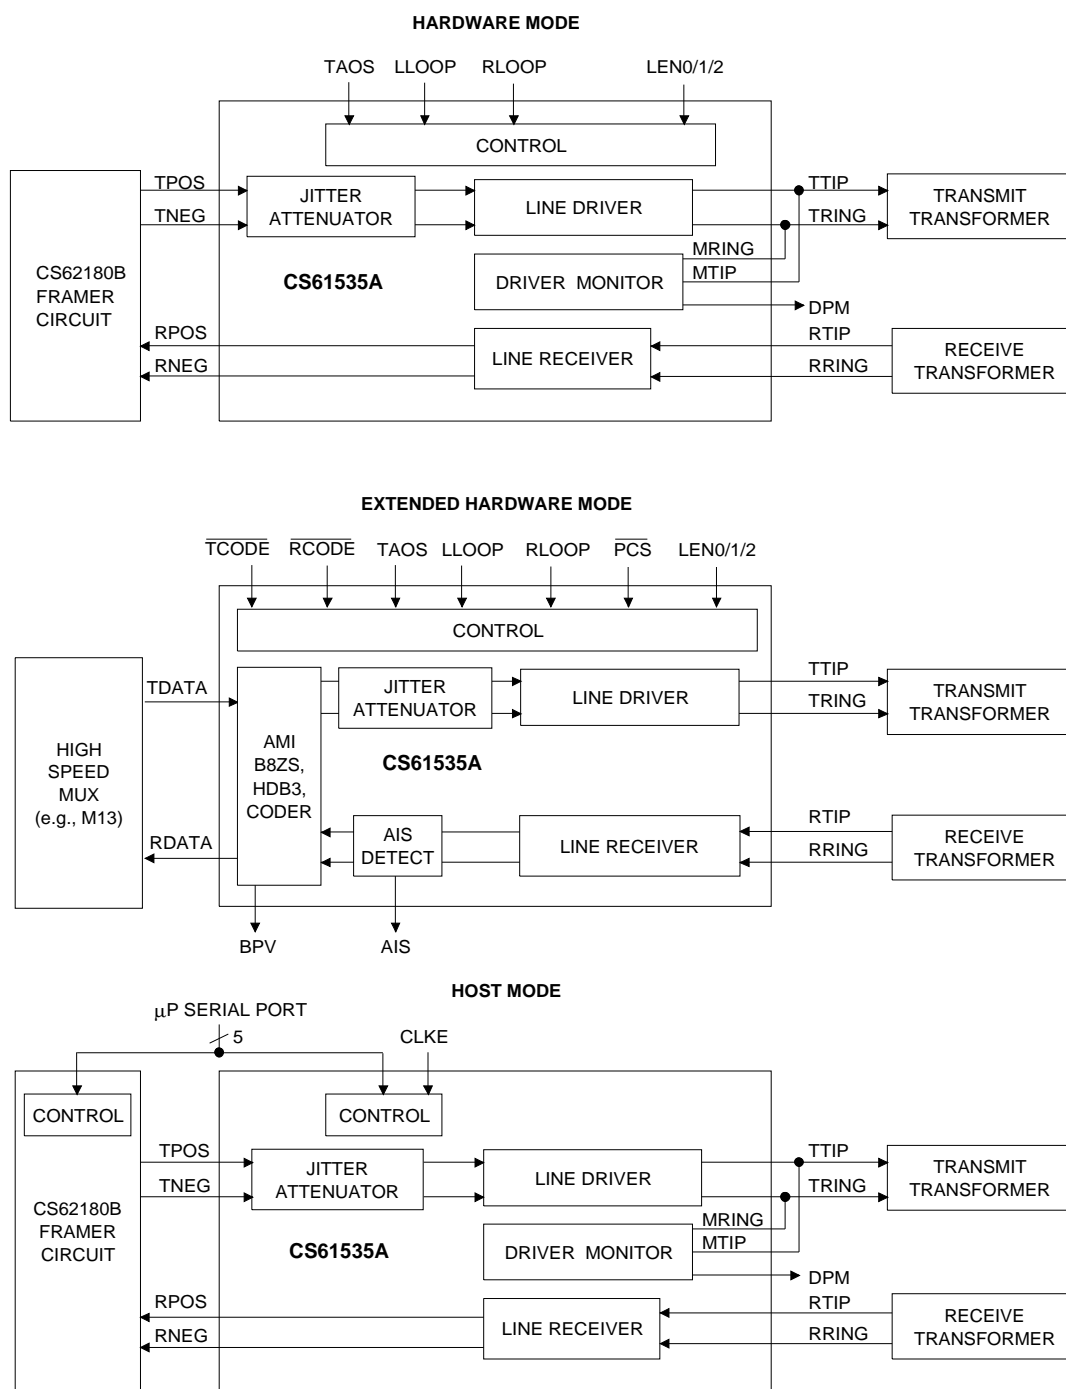 HARDWARE MODE
TAOS LLOOP RLOOP LEN0/1/2
CONTROL
CS62180B
FRAMER
CIRCUIT
TPOS
TNEG
JITTER
ATTENUATOR
LINE DRIVER
TTIP
TRING
TRANSMIT
TRANSFORMER
CS61535A
DRIVER MONITOR
MRING
MTIP
DPM
RPOS
RNEG
LINE RECEIVER
RTIP
RRING
RECEIVE
TRANSFORMER
EXTENDED HARDWARE MODE
TCODE RCODE TAOS LLOOP RLOOP PCS LEN0/1/2
CONTROL
HIGH
SPEED
MUX
(e.g., M13)
TDATA
RDATA
AMI
B8ZS,
HDB3,
CODER
JITTER
ATTENUATOR
LINE DRIVER
TTIP
TRING
TRANSMIT
TRANSFORMER
CS61535A
AIS
DETECT
LINE RECEIVER
RTIP
RRING
RECEIVE
TRANSFORMER
BPV
AIS
HOST MODE
μP SERIAL PORT
5
CLKE
CONTROL
CONTROL
CS62180B
FRAMER
CIRCUIT
TPOS
TNEG
JITTER
ATTENUATOR
LINE DRIVER
TTIP
TRING
TRANSMIT
TRANSFORMER
CS61535A
DRIVER MONITOR
MRING
MTIP
DPM
RPOS
RNEG
LINE RECEIVER
RTIP
RRING
RECEIVE
TRANSFORMER